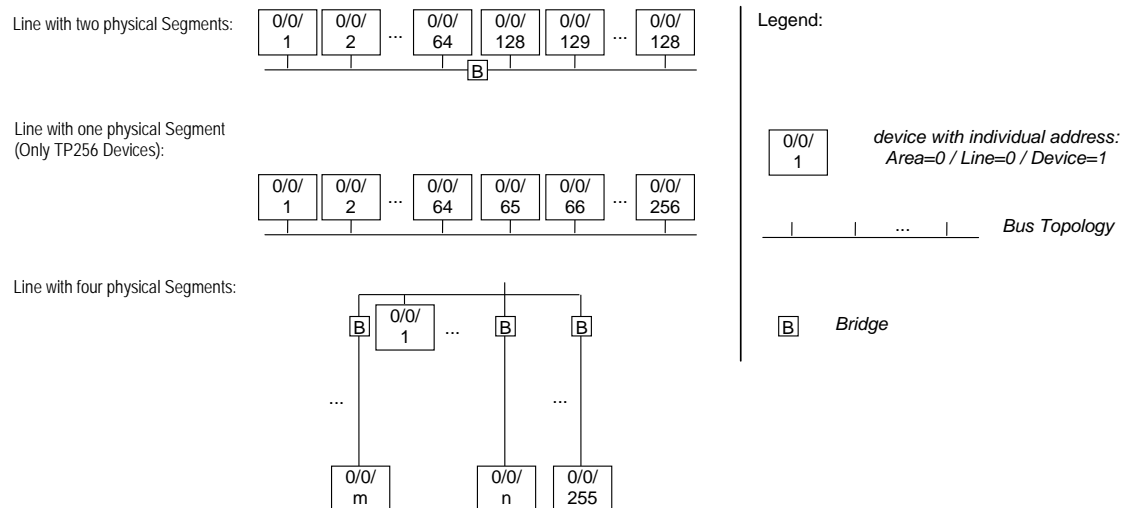 Line with two physical Segments:
0/0/ 0/0/ ... 0/0/ 0/0/ 0/0/ ... 0/0/
1 2 64 128 129 128
B
Line with one physical Segment
(Only TP256 Devices):
0/0/ 0/0/ ... 0/0/ 0/0/ 0/0/ ... 0/0/
1 2 64 65 66 256
Line with four physical Segments:
B 0/0/ ... B B
1
... ...
0/0/ 0/0/ 0/0/
m n 255
Legend:
0/0/
1
device with individual address:
Area=0 / Line=0 / Device=1
... Bus Topology
B Bridge